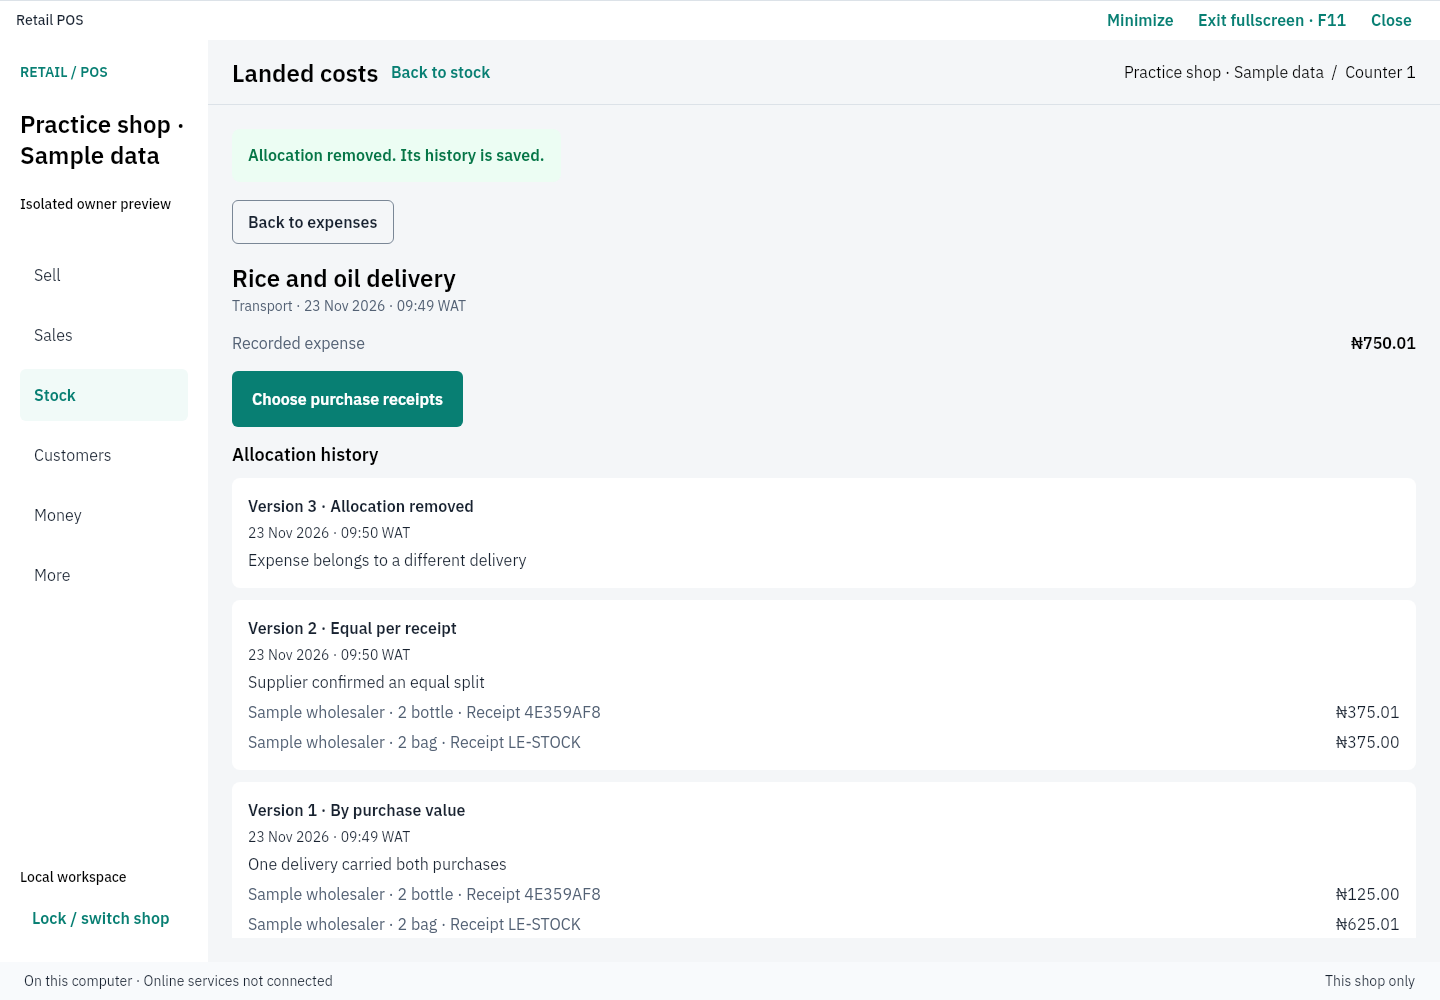 Retail POS
Minimize
Exit fullscreen · F11
Close
RETAIL / POS
Practice shop ·
Sample data
Isolated owner preview
Sell
Sales
Stock
Customers
Money
More
Local workspace
Lock / switch shop
Landed costs
Back to stock
Practice shop · Sample data / Counter 1
Allocation removed. Its history is saved.
Back to expenses
Rice and oil delivery
Transport · 23 Nov 2026 · 09:49 WAT
Recorded expense ₦750.01
Choose purchase receipts
Allocation history
Version 3 · Allocation removed
23 Nov 2026 · 09:50 WAT
Expense belongs to a different delivery
Version 2 · Equal per receipt
23 Nov 2026 · 09:50 WAT
Supplier confirmed an equal split
Sample wholesaler · 2 bottle · Receipt 4E359AF8 ₦375.01
Sample wholesaler · 2 bag · Receipt LE-STOCK ₦375.00
Version 1 · By purchase value
23 Nov 2026 · 09:49 WAT
One delivery carried both purchases
Sample wholesaler · 2 bottle · Receipt 4E359AF8 ₦125.00
Sample wholesaler · 2 bag · Receipt LE-STOCK ₦625.01
On this computer · Online services not connected
This shop only